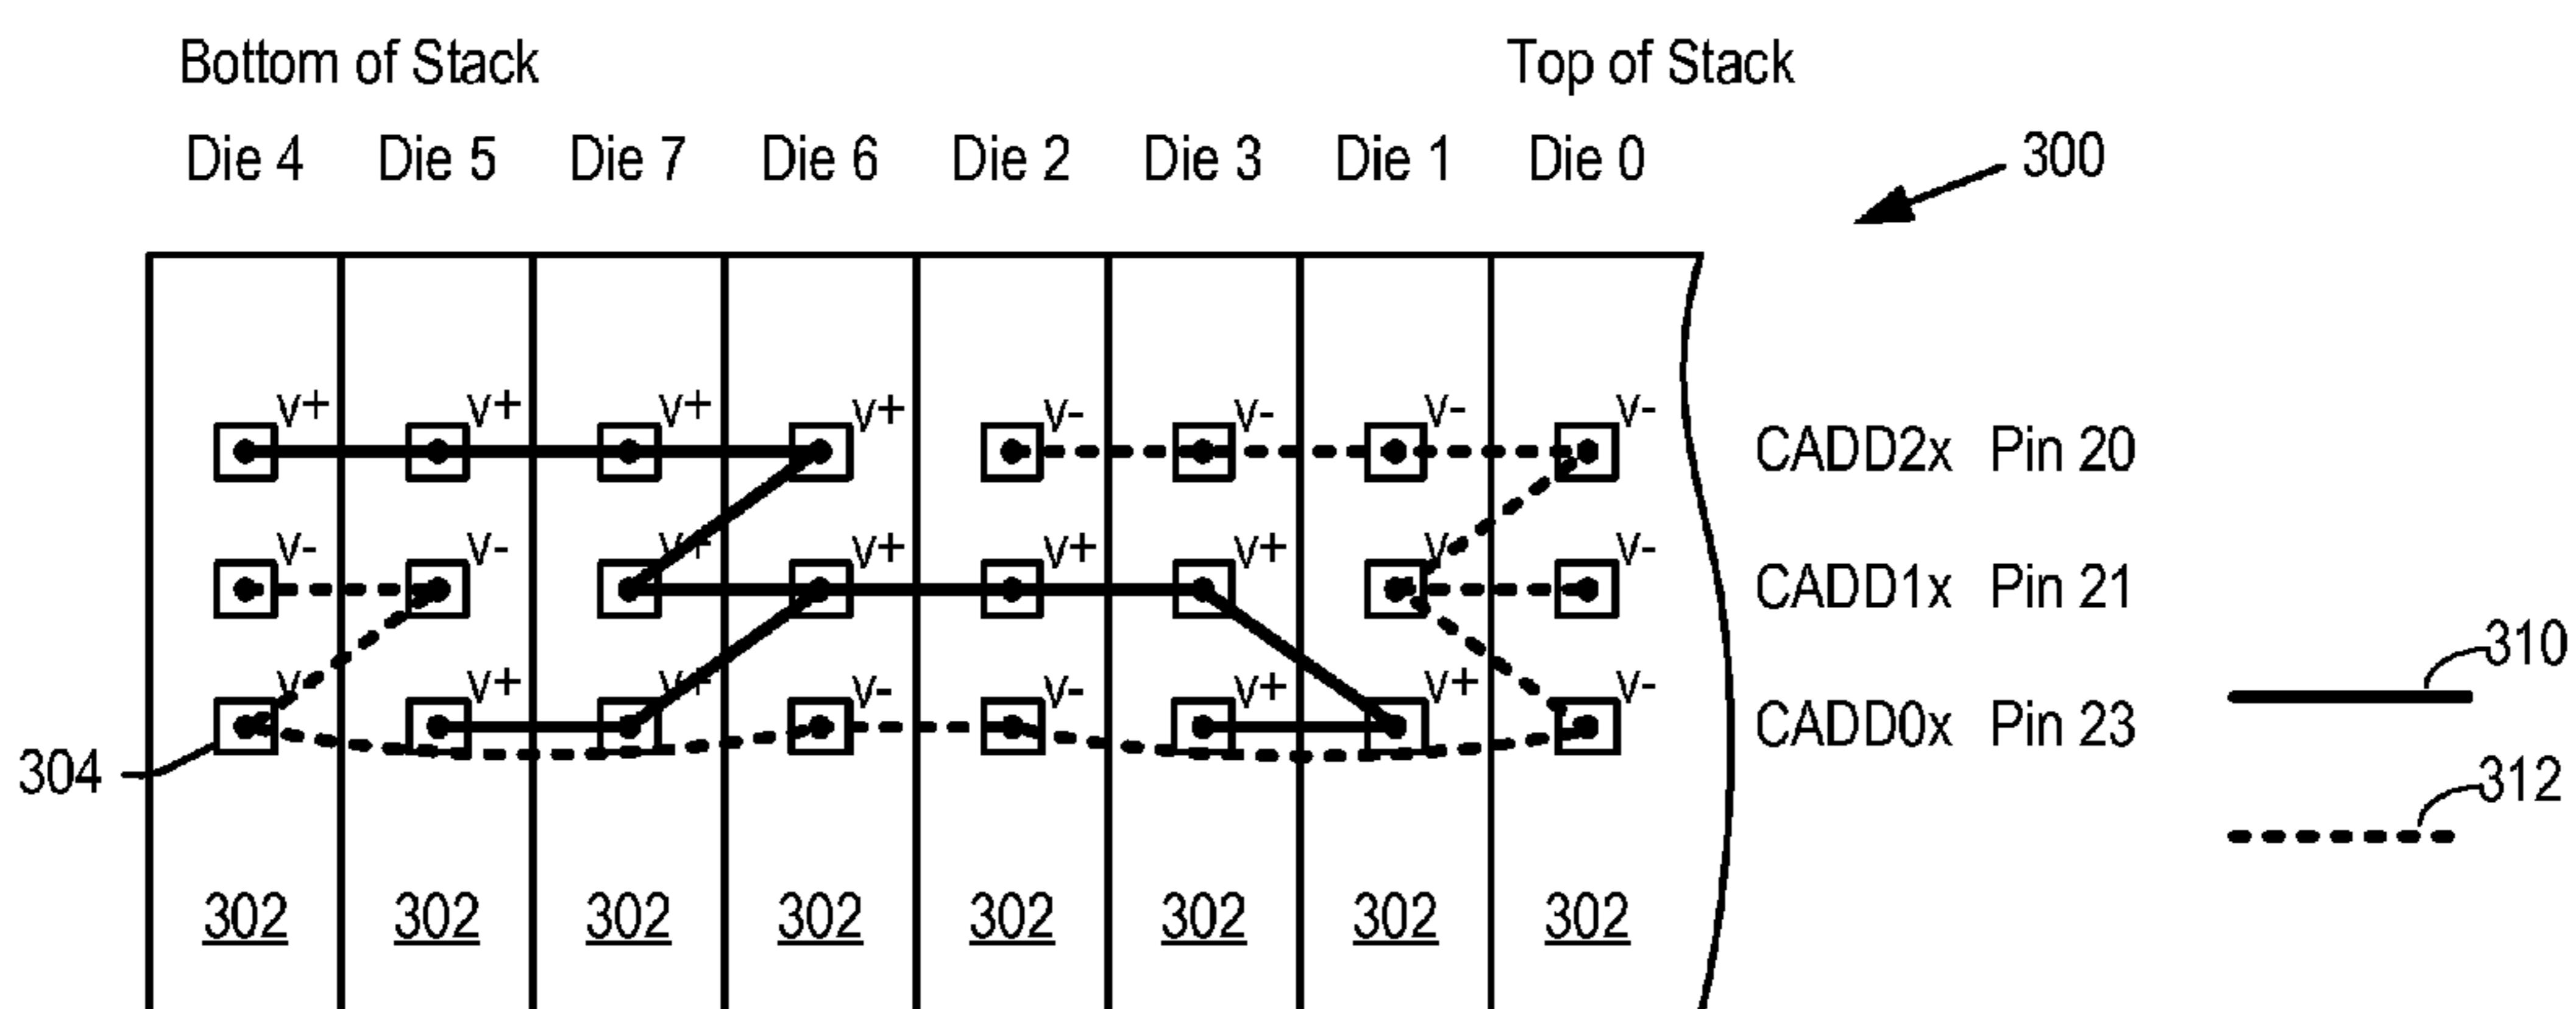 Bottom of Stack Top of Stack
Die 4 Die 5 Die 7 Die 6 Die 2 Die 3 Die 1 Die 0
300
v+ v+ v+ v+ v- v- v- v-
CADD2x Pin 20
v- v- v+ v+ v+ v+ v- v-
CADD1x Pin 21
310
v- v+ v+ v- v- v+ v+ v-
CADD0x Pin 23
304
312
302 302 302 302 302 302 302 302